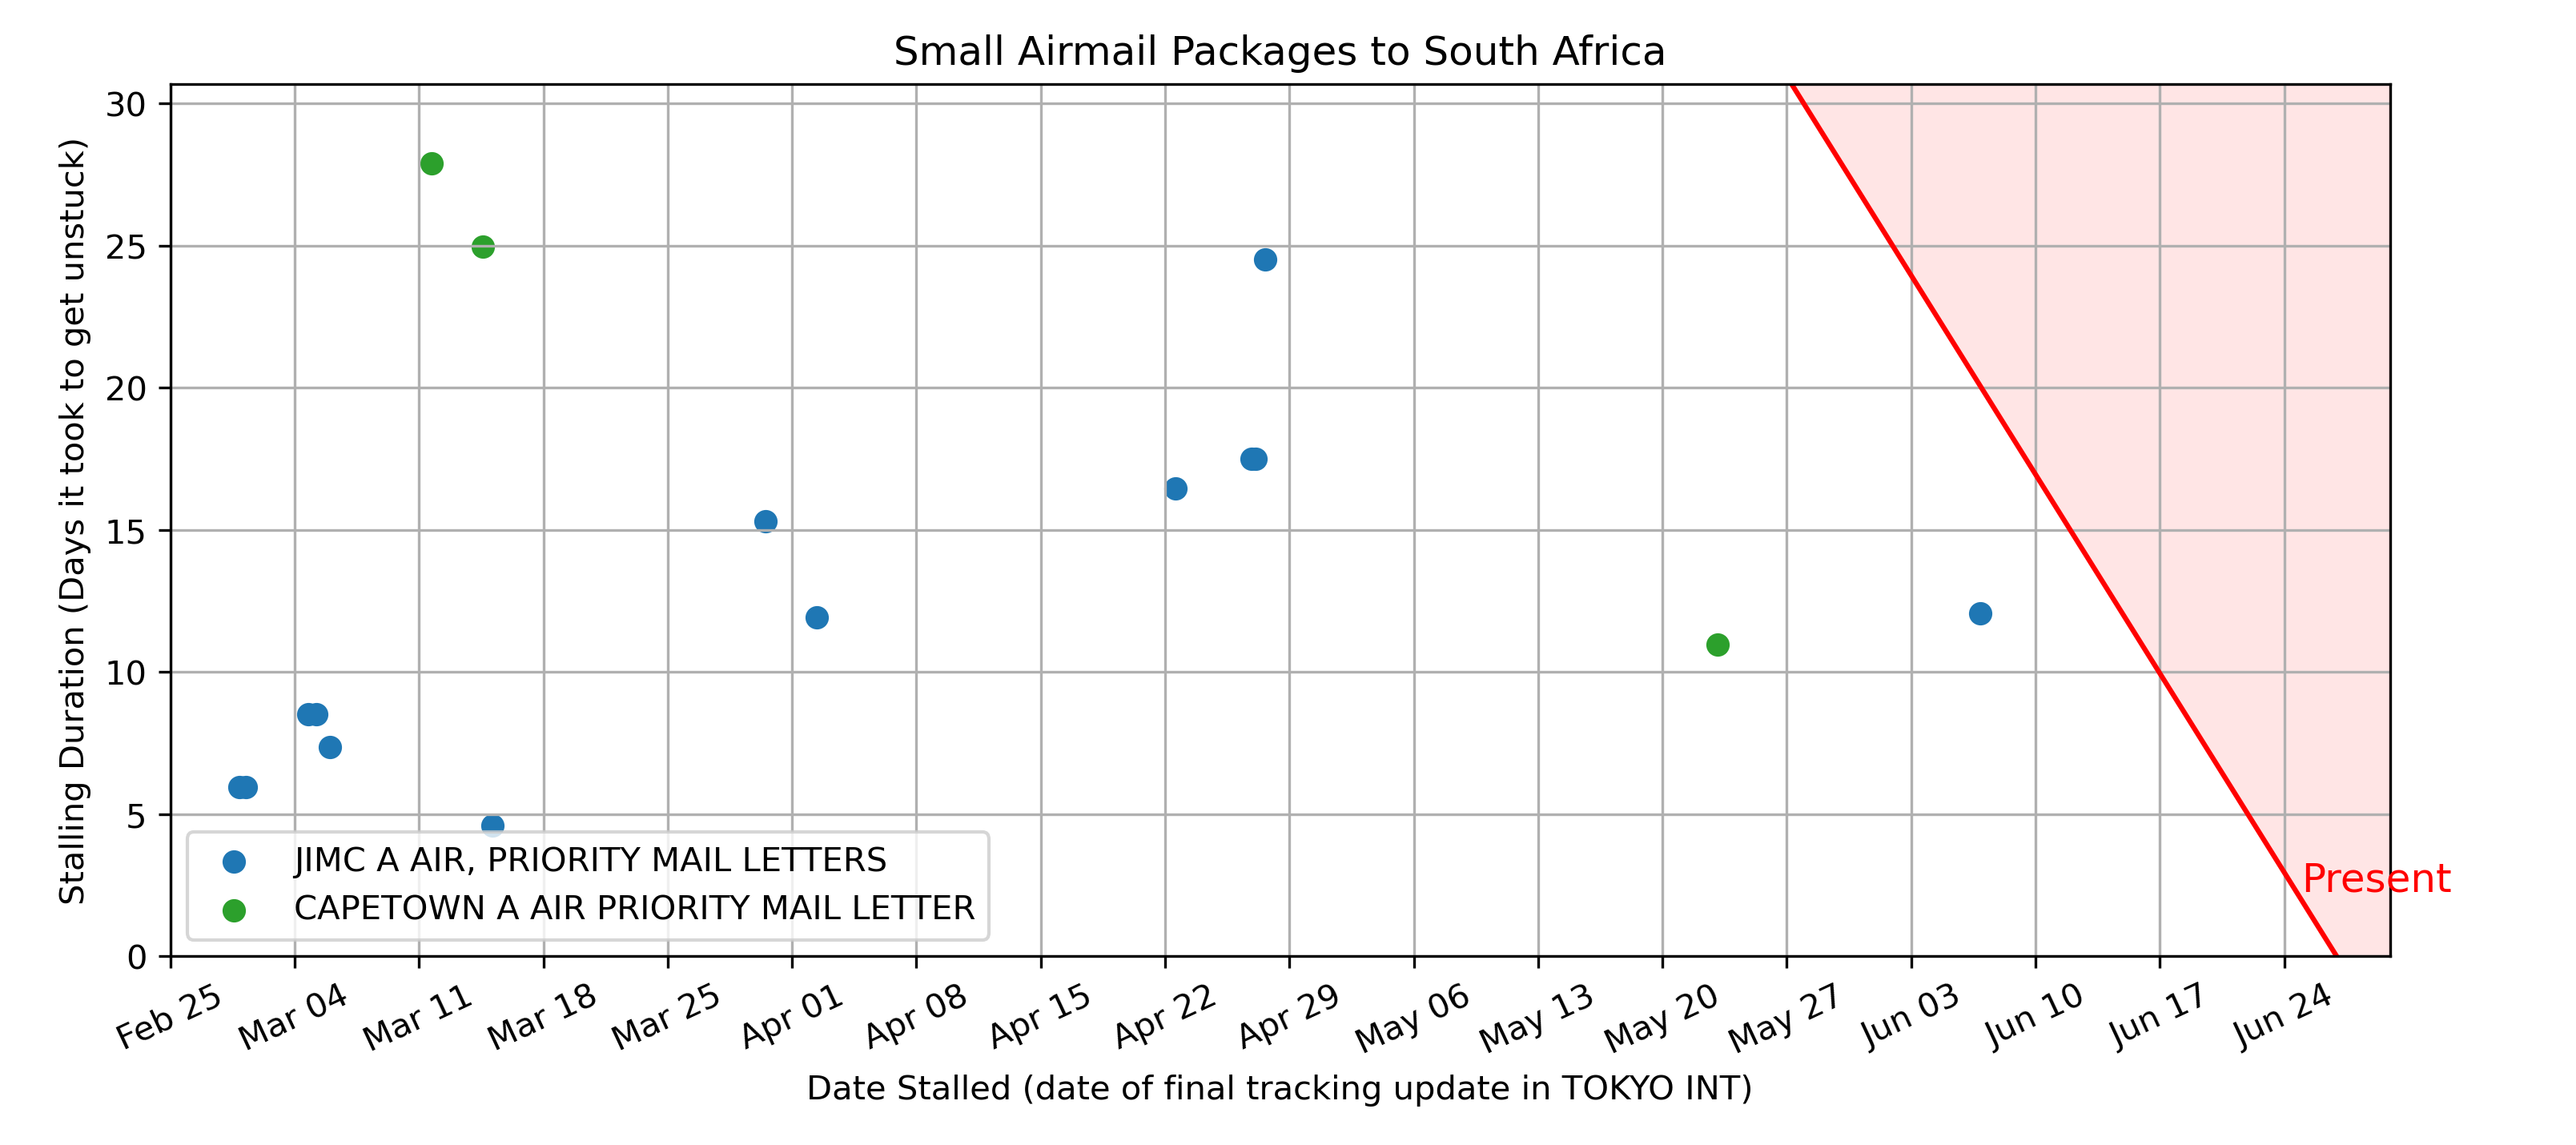 Small Airmail Packages to South Africa
Stalling Duration (Days it took to get unstuck)
30
25
20
15
10
5
0
JIMC A AIR, PRIORITY MAIL LETTERS
CAPETOWN A AIR PRIORITY MAIL LETTER
Present
Feb 25 Mar 04 Mar 11 Mar 18 Mar 25 Apr 01 Apr 08 Apr 15 Apr 22 Apr 29 May 06 May 13 May 20 May 27 Jun 03 Jun 10 Jun 17 Jun 24
Date Stalled (date of final tracking update in TOKYO INT)